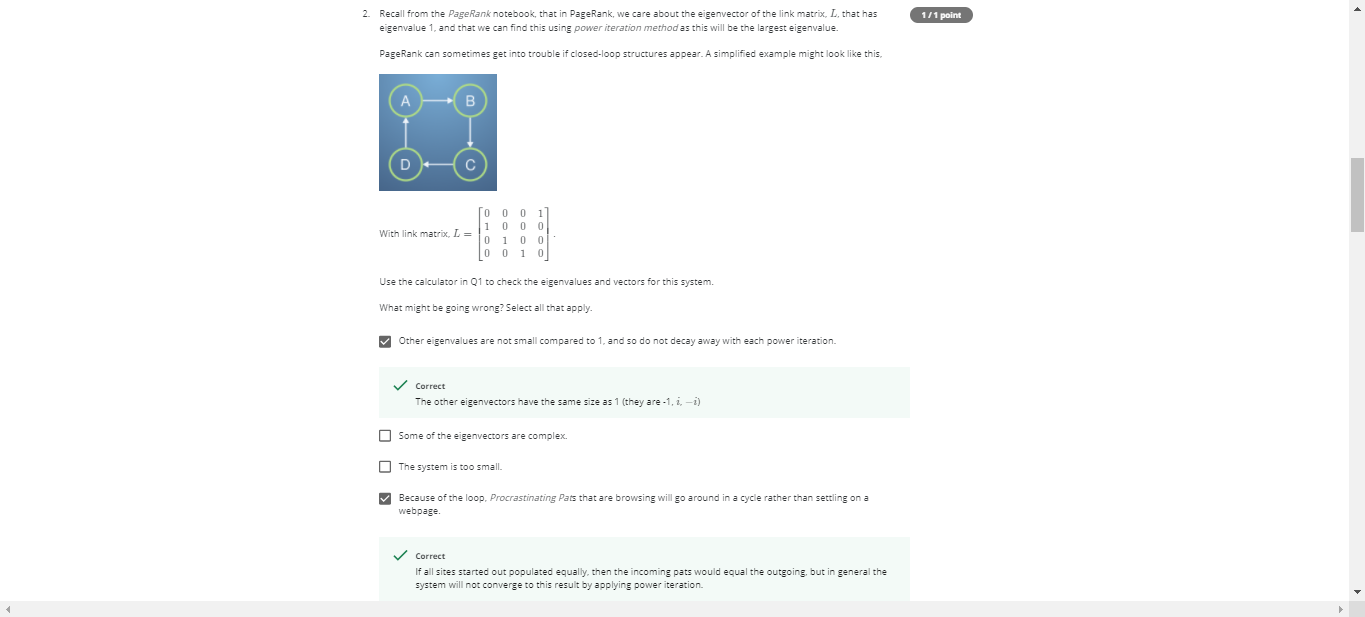 2. Recall from the PageRank notebook, that in PageRank, we care about the eigenvector of the link matrix, L, that has
1 / 1 point
eigenvalue 1, and that we can find this using power iteration method as this will be the largest eigenvalue.
PageRank can sometimes get into trouble if closed-loop structures appear. A simplified example might look like this,
A B
D C
With link matrix, L =
0 0 0 1
1 0 0 0
0 1 0 0
0 0 1 0
.
Use the calculator in Q1 to check the eigenvalues and vectors for this system.
What might be going wrong? Select all that apply.
Other eigenvalues are not small compared to 1, and so do not decay away with each power iteration.
Correct
The other eigenvectors have the same size as 1 (they are -1, i, −i)
Some of the eigenvectors are complex.
The system is too small.
Because of the loop, Procrastinating Pats that are browsing will go around in a cycle rather than settling on a
webpage.
Correct
If all sites started out populated equally, then the incoming pats would equal the outgoing, but in general the
system will not converge to this result by applying power iteration.